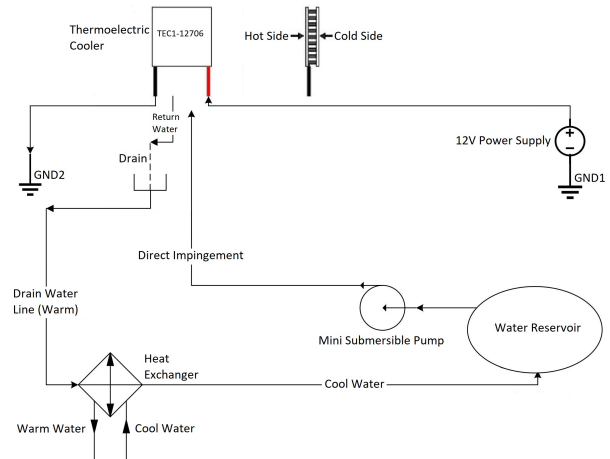 Thermoelectric
Cooler
TEC1-12706
Hot Side
Cold Side
Return
Water
12V Power Supply
Drain
GND2
GND1
Direct Impingement
Drain Water
Line (Warm)
Mini Submersible Pump
Water Reservoir
Heat
Exchanger
Cool Water
Warm Water
Cool Water